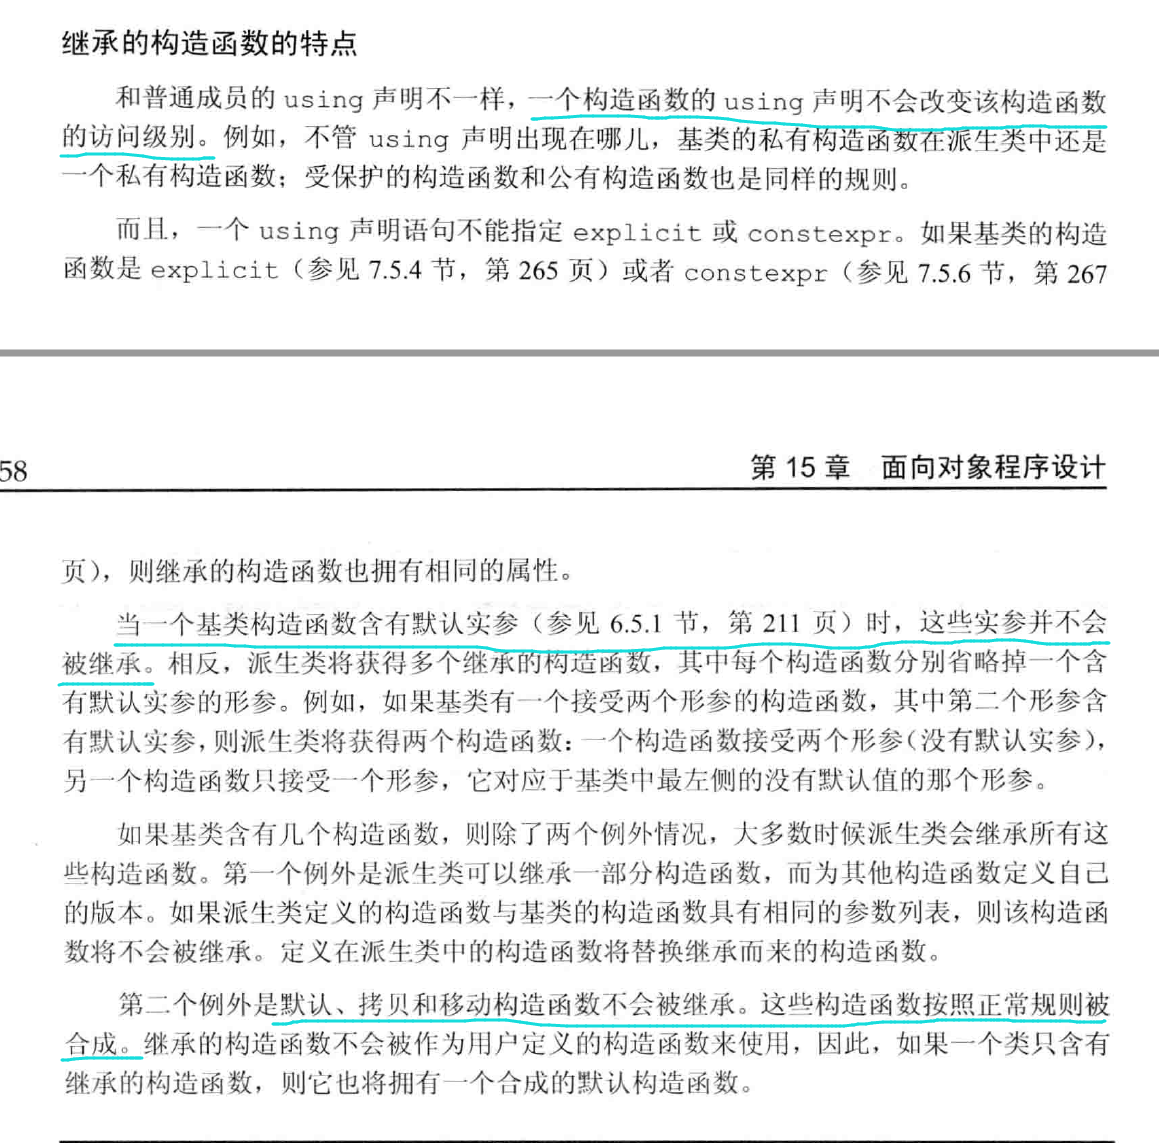 继承的构造函数的特点
和普通成员的 using 声明不一样，一个构造函数的 using 声明不会改变该构造函数
的访问级别。例如，不管 using 声明出现在哪儿，基类的私有构造函数在派生类中还是
一个私有构造函数；受保护的构造函数和公有构造函数也是同样的规则。
而且，一个 using 声明语句不能指定 explicit 或 constexpr。如果基类的构造
函数是 explicit（参见 7.5.4 节，第 265 页）或者 constexpr（参见 7.5.6 节，第 267
58
第 15 章 面向对象程序设计
页），则继承的构造函数也拥有相同的属性。
当一个基类构造函数含有默认实参（参见 6.5.1 节，第 211 页）时，这些实参并不会
被继承。相反，派生类将获得多个继承的构造函数，其中每个构造函数分别省略掉一个含
有默认实参的形参。例如，如果基类有一个接受两个形参的构造函数，其中第二个形参含
有默认实参，则派生类将获得两个构造函数：一个构造函数接受两个形参（没有默认实参），
另一个构造函数只接受一个形参，它对应于基类中最左侧的没有默认值的那个形参。
如果基类含有几个构造函数，则除了两个例外情况，大多数时候派生类会继承所有这
些构造函数。第一个例外是派生类可以继承一部分构造函数，而为其他构造函数定义自己
的版本。如果派生类定义的构造函数与基类的构造函数具有相同的参数列表，则该构造函
数将不会被继承。定义在派生类中的构造函数将替换继承而来的构造函数。
第二个例外是默认、拷贝和移动构造函数不会被继承。这些构造函数按照正常规则被
合成。继承的构造函数不会被作为用户定义的构造函数来使用，因此，如果一个类只含有
继承的构造函数，则它也将拥有一个合成的默认构造函数。